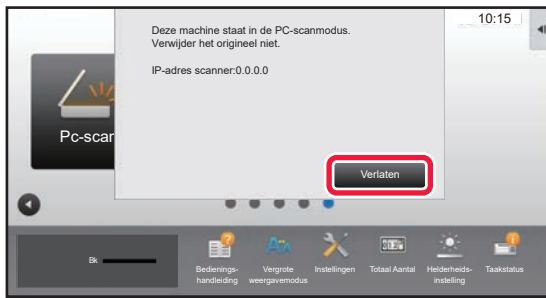 10:15
Deze machine staat in de PC-scanmodus.
Verwijder het origineel niet.
IP-adres scanner:0.0.0.0
Pc-scan
Verlaten
Bk
Bedienings-
handleiding
Vergrote
weergavemodus
Instellingen
Totaal Aantal
Helderheids-
instelling
Taakstatus